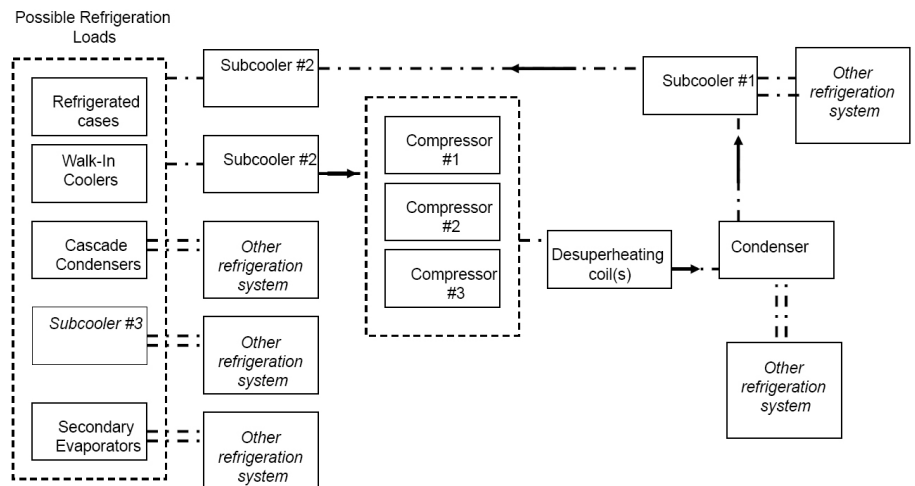 Possible Refrigeration
Loads
Refrigerated
cases
Walk-In
Coolers
Cascade
Condensers
Subcooler #3
Secondary
Evaporators
Subcooler #2
Subcooler #2
Other
refrigeration
system
Other
refrigeration
system
Other
refrigeration
system
Compressor
#1
Compressor
#2
Compressor
#3
Desuperheating
coil(s)
Subcooler #1
Other
refrigeration
system
Condenser
Other
refrigeration
system